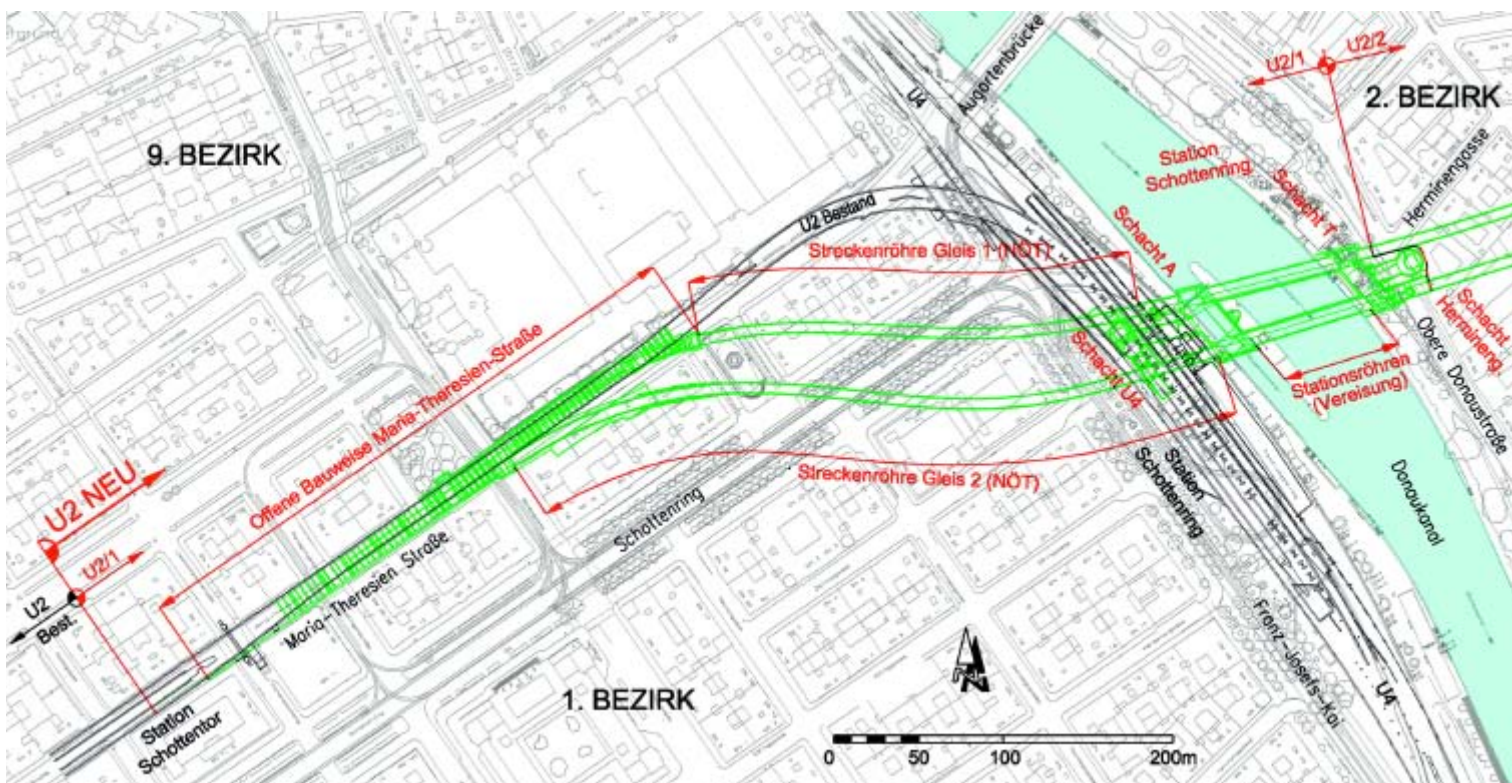 9. BEZIRK
2. BEZIRK
1. BEZIRK
U4
Augartenbrücke
U2/1
U2/2
Herminengasse
Station
Schottenring
Schacht T
Schacht A
U2 Bestand
Streckenröhre Gleis 1 (NÖT)
Offene Bauweise Maria-Theresien-Straße
Schacht U4
Schacht
Hermineng.
Obere Donaustraße
Stationsröhren
(Vereisung)
Streckenröhre Gleis 2 (NÖT)
Schottenring
Station
Schottenring
Donaukanal
U2 NEU
U2/1
U2
Best.
Maria-Theresien Straße
Station
Schottentor
Franz-Josefs-Kai
U4
0
50
100
200m